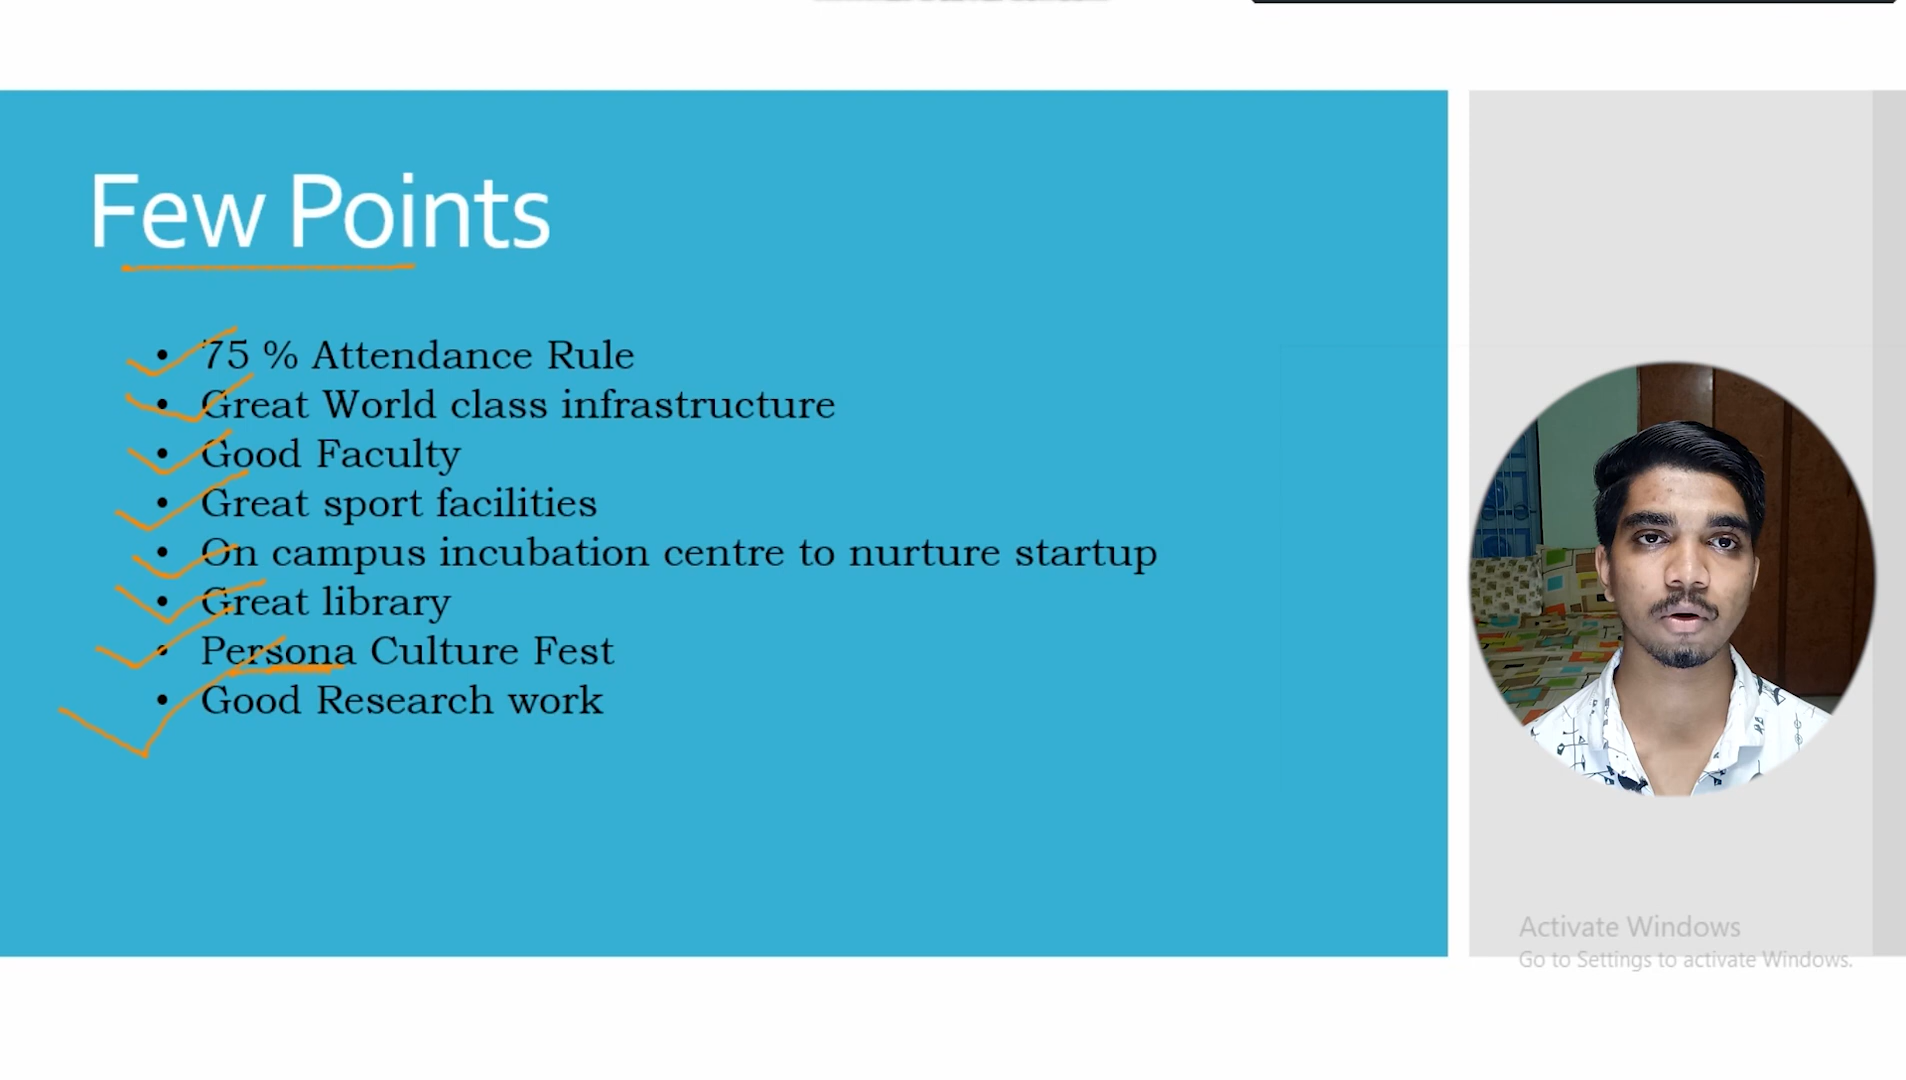 Few Points
• 75 % Attendance Rule
• Great World class infrastructure
• Good Faculty
• Great sport facilities
• On campus incubation centre to nurture startup
• Great library
• Persona Culture Fest
• Good Research work
Activate Windows
Go to Settings to activate Windows.